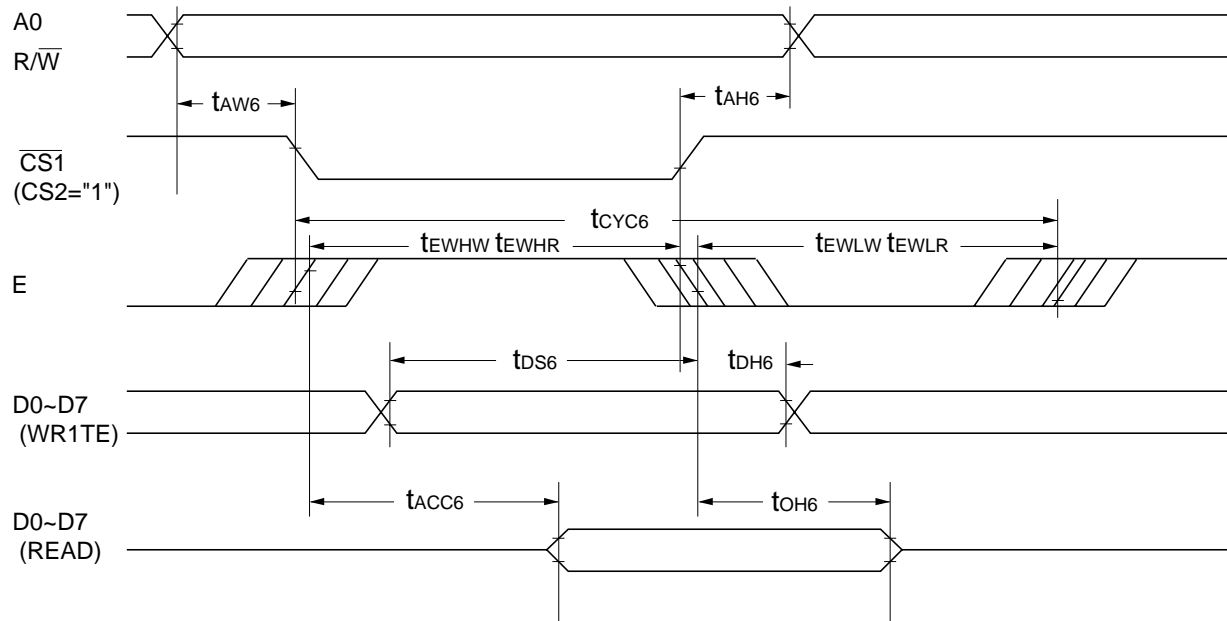 A0
R/W̅
tAW6
tAH6
C̅S̅1̅
(CS2="1")
tCYC6
tEWHW tEWHR
tEWLW tEWLR
E
tDS6
tDH6
D0~D7
(WR1TE)
tACC6
tOH6
D0~D7
(READ)